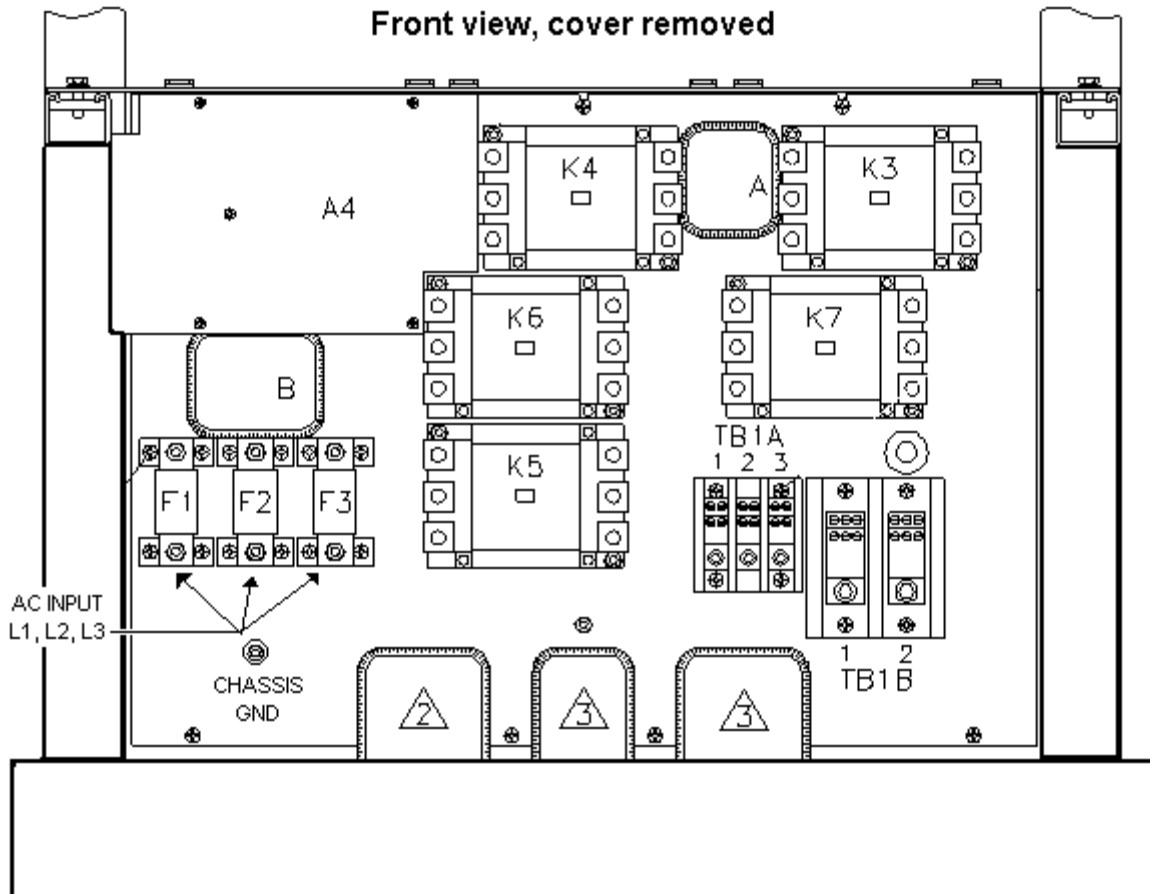 Front view, cover removed
K4
A
K3
A4
K6
K7
B
TB1A
1 2 3
K5
F1 F2 F3
AC INPUT
L1, L2, L3
1 2
TB1B
CHASSIS
GND
2 3 3